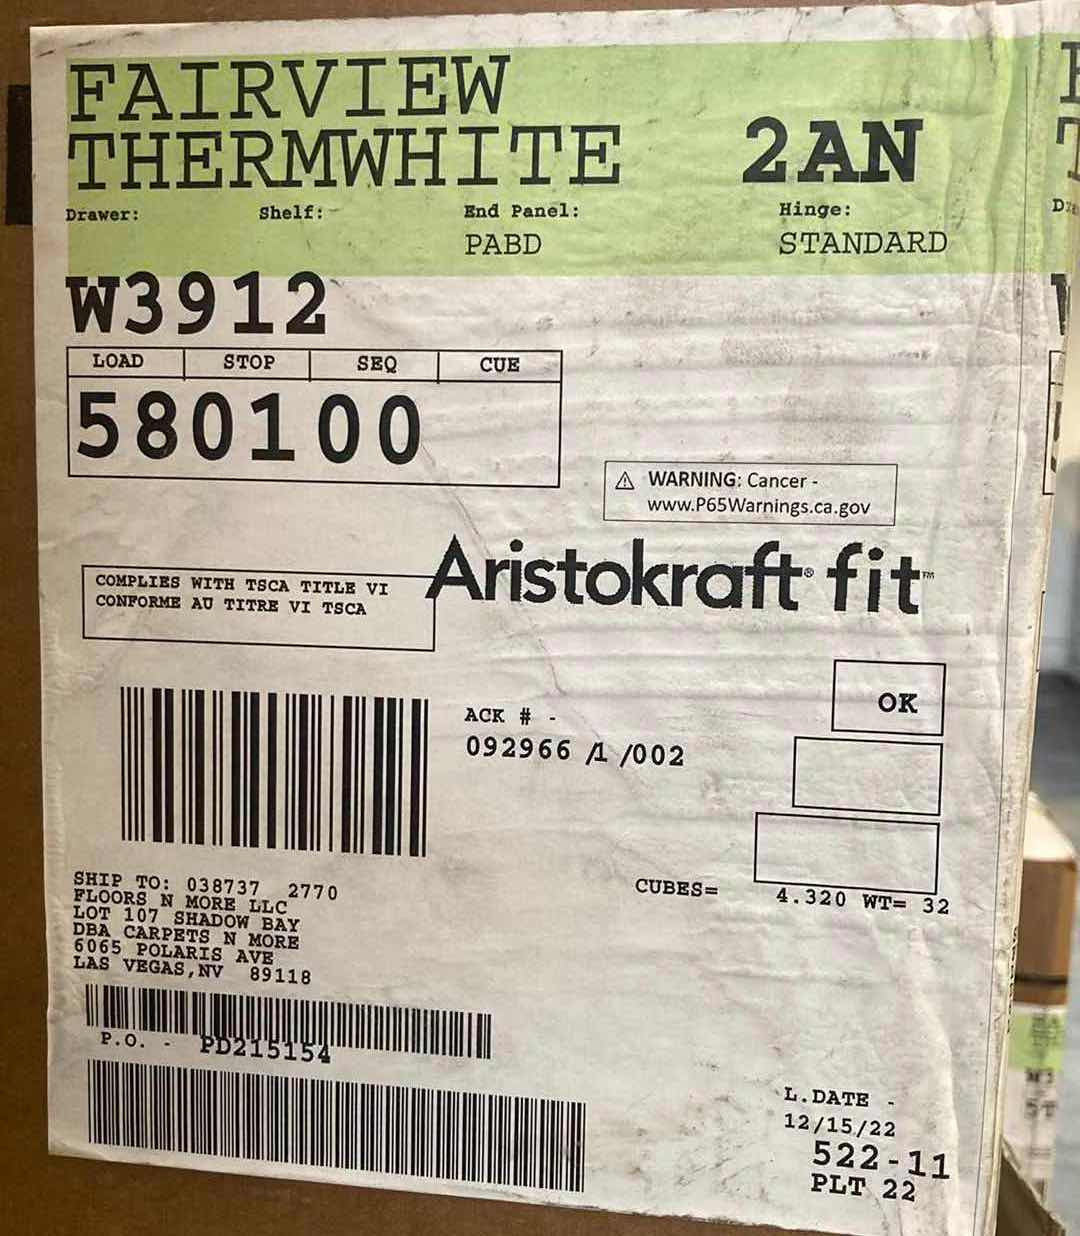 FAIRVIEW
THERMWHITE 2AN
Drawer: Shelf: End Panel: Hinge:
PABD STANDARD
W3912
LOAD STOP SEQ CUE
580100
⚠ WARNING: Cancer -
www.P65Warnings.ca.gov
Aristokraft® fit™
COMPLIES WITH TSCA TITLE VI
CONFORME AU TITRE VI TSCA
OK
ACK # -
092966 /1 /002
CUBES= 4.320 WT= 32
SHIP TO: 038737 2770
FLOORS N MORE LLC
LOT 107 SHADOW BAY
DBA CARPETS N MORE
6065 POLARIS AVE
LAS VEGAS,NV 89118
P.O. - PD215154
L.DATE -
12/15/22
522-11
PLT 22